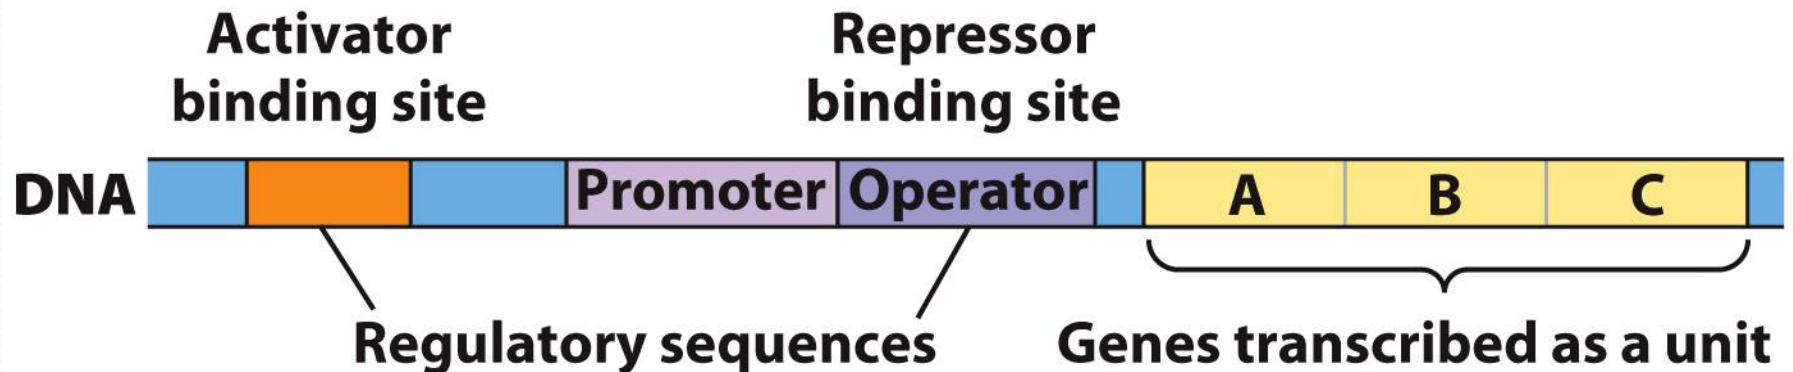 Activator
binding site
Repressor
binding site
DNA
Promoter
Operator
A
B
C
Regulatory sequences
Genes transcribed as a unit